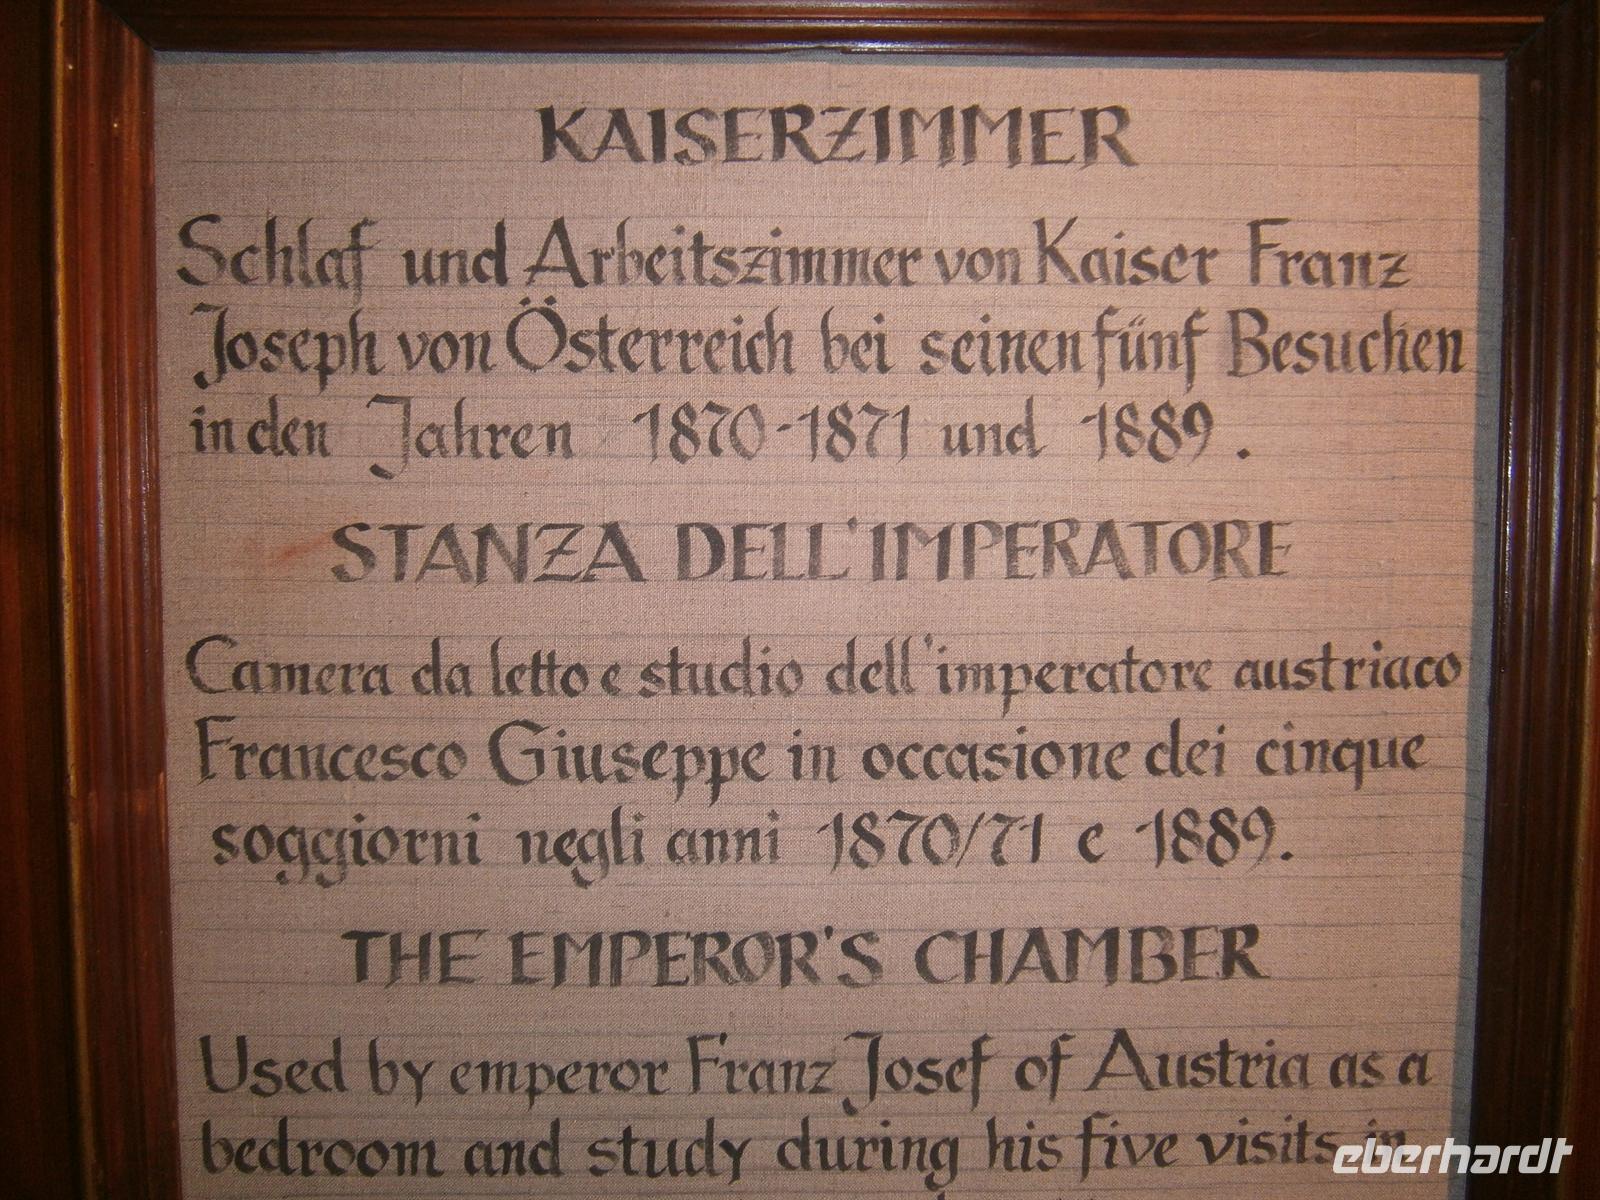 KAISERZIMMER
Schlaf und Arbeitszimmer von Kaiser Franz
Joseph von Österreich bei seinen fünf Besuchen
in den Jahren 1870-1871 und 1889.
STANZA DELL'IMPERATORE
Camera da letto e studio dell'imperatore austriaco
Francesco Giuseppe in occasione dei cinque
soggiorni negli anni 1870/71 e 1889.
THE EMPEROR'S CHAMBER
Used by emperor Franz Josef of Austria as a
bedroom and study during his five visits in
eberhardt